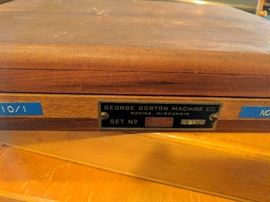 10/1
GEORGE GORTON MACHINE CO.
RACINE, WISCONSIN
SET NO
NO